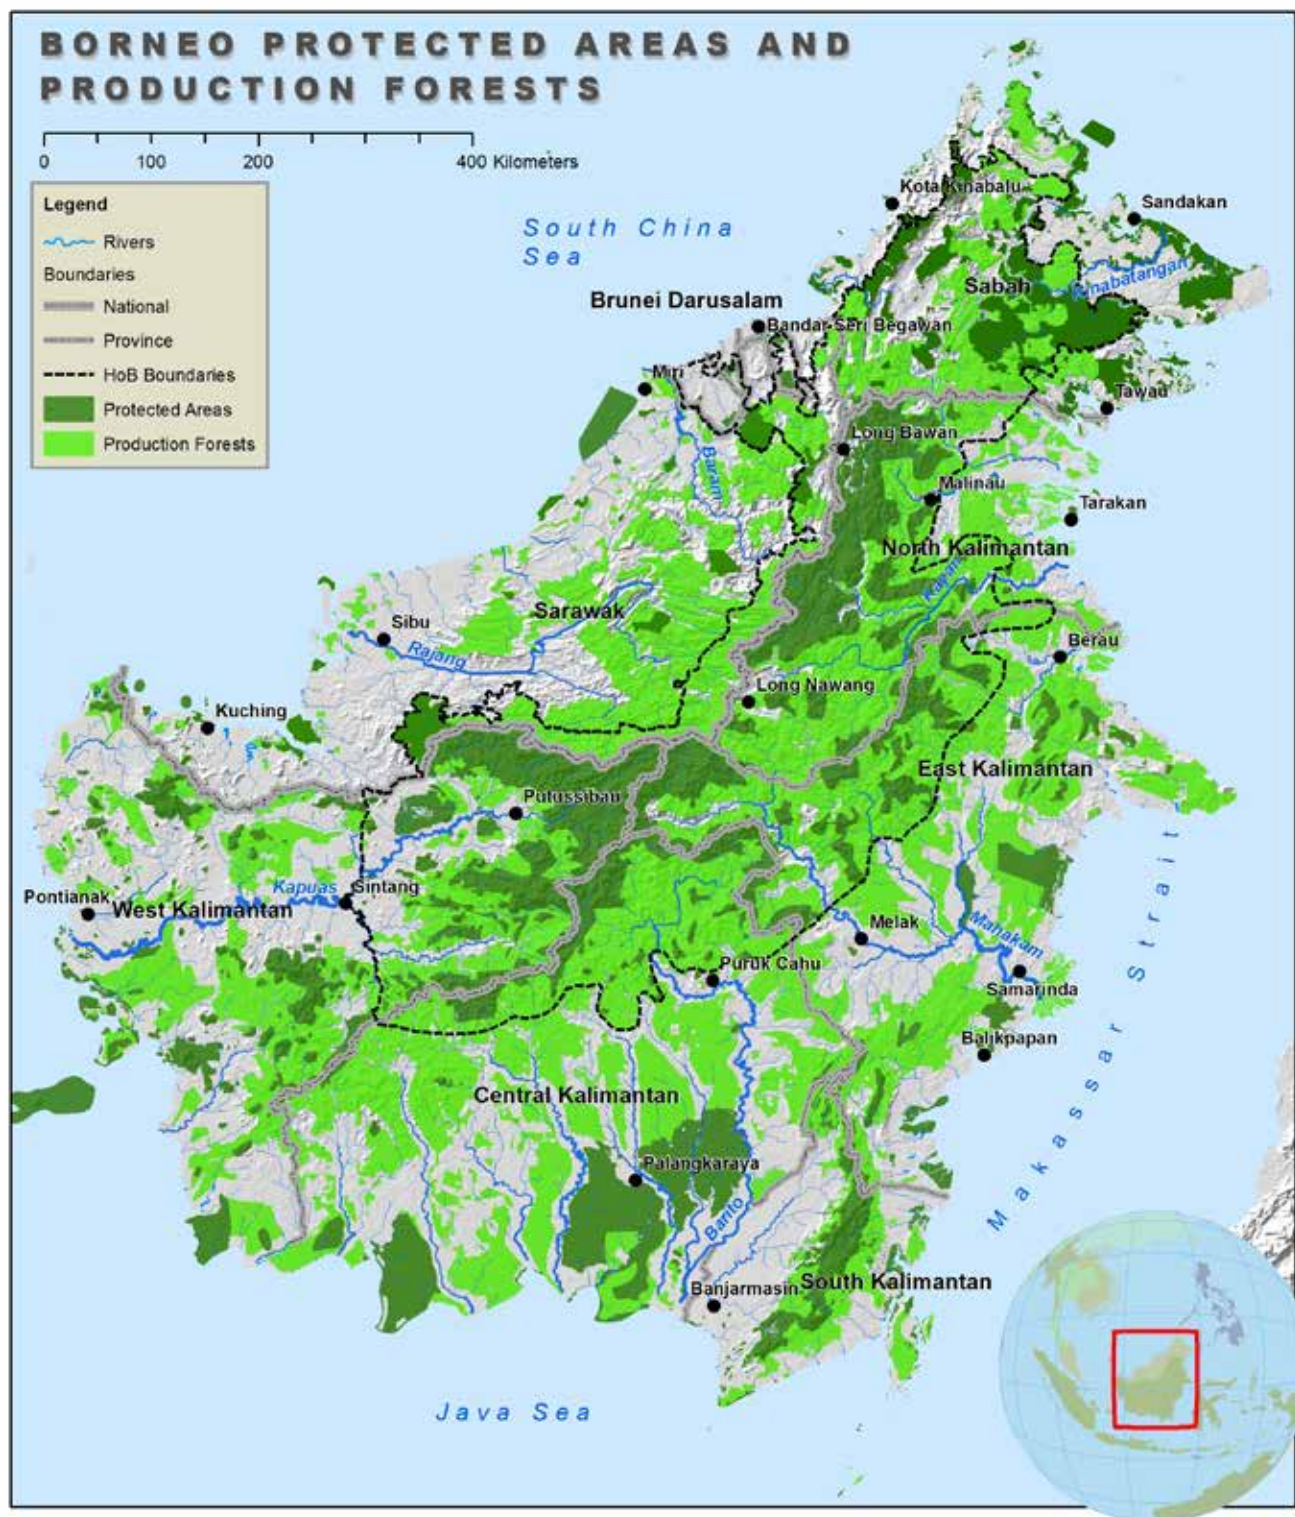 BORNEO PROTECTED AREAS AND
PRODUCTION FORESTS
0 100 200 400 Kilometers
Legend
Rivers
Boundaries
National
Province
HoB Boundaries
Protected Areas
Production Forests
South China
Sea
Kota Kinabalu
Sandakan
Sabah
Kinabatangan
Brunei Darusalam
Bandar Seri Begawan
Miri
Tawau
Long Bawan
Baram
Malinau
Tarakan
North Kalimantan
Kayan
Sarawak
Sibu
Rajang
Berau
Long Nawang
Kuching
East Kalimantan
Putussibau
Kapuas
Sintang
Pontianak
West Kalimantan
Melak
Mahakam
Puruk Cahu
Samarinda
Balikpapan
Makassar Strait
Central Kalimantan
Palangkaraya
Barito
Banjarmasin
South Kalimantan
Java Sea